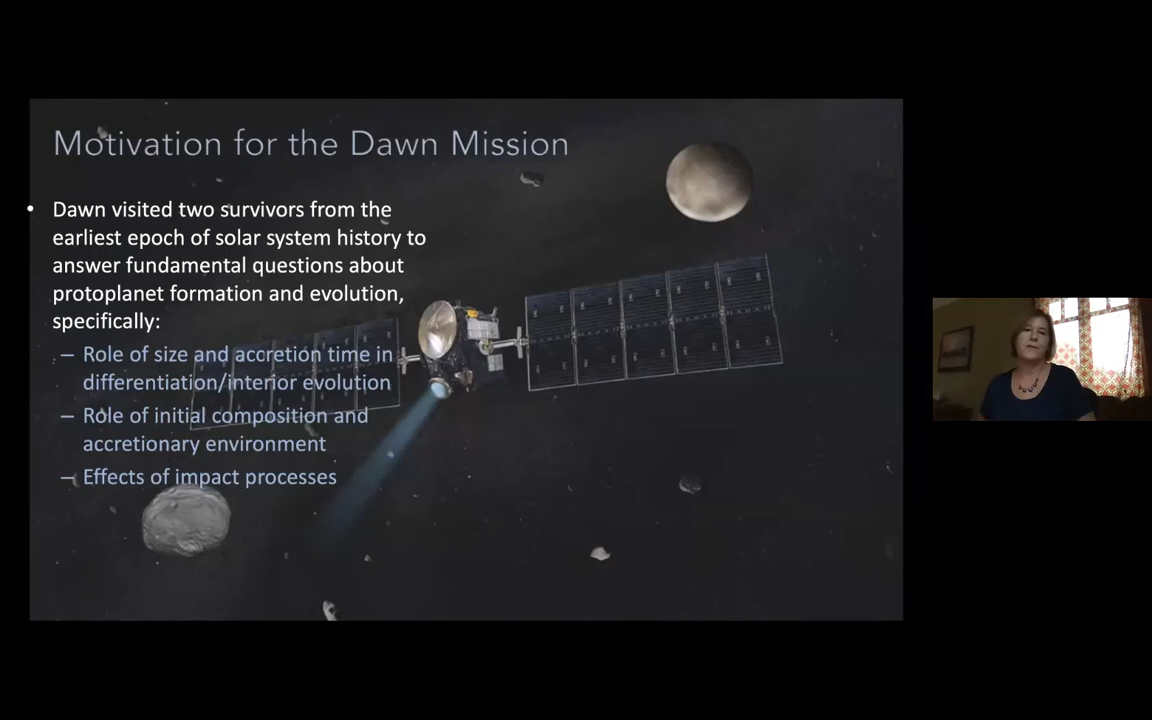 Motivation for the Dawn Mission
• Dawn visited two survivors from the
earliest epoch of solar system history to
answer fundamental questions about
protoplanet formation and evolution,
specifically:
– Role of size and accretion time in
differentiation/interior evolution
– Role of initial composition and
accretionary environment
– Effects of impact processes